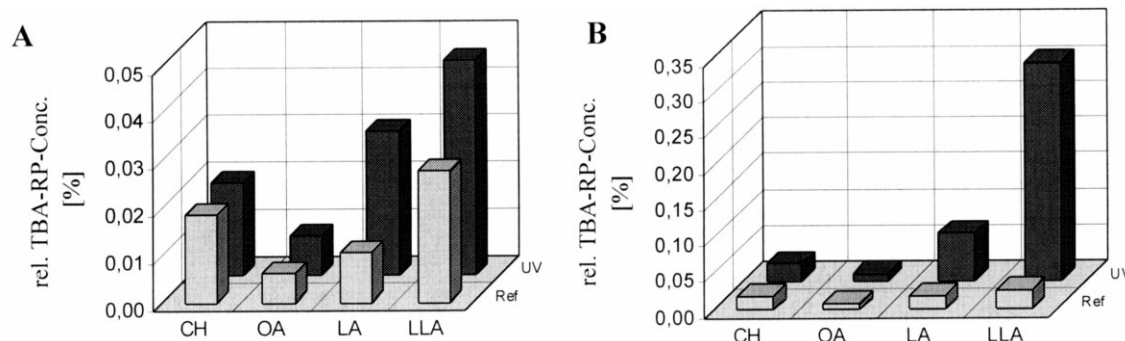 A
rel. TBA-RP-Conc.
[%]
0,05
0,04
0,03
0,02
0,01
0,00
CH OA LA LLA
UV
Ref
B
rel. TBA-RP-Conc.
[%]
0,35
0,30
0,25
0,20
0,15
0,10
0,05
0,00
CH OA LA LLA
UV
Ref